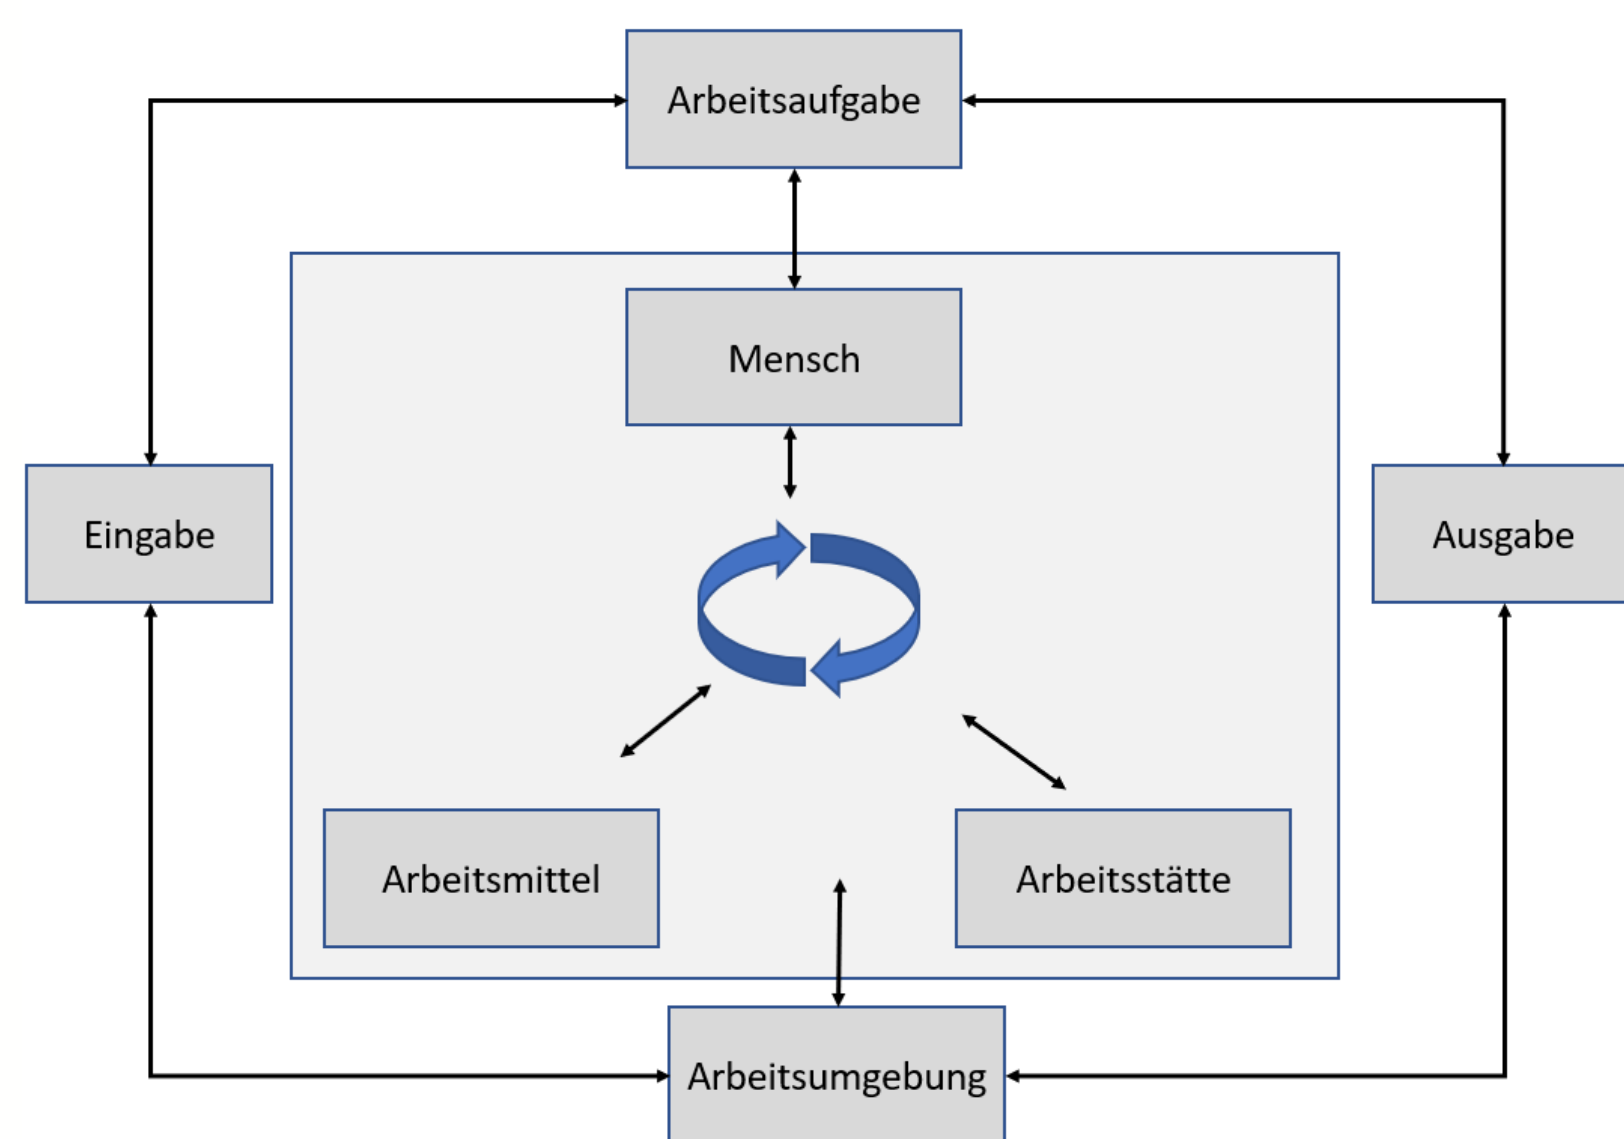 Arbeitsaufgabe
Mensch
Eingabe
Ausgabe
Arbeitsmittel
Arbeitsstätte
Arbeitsumgebung